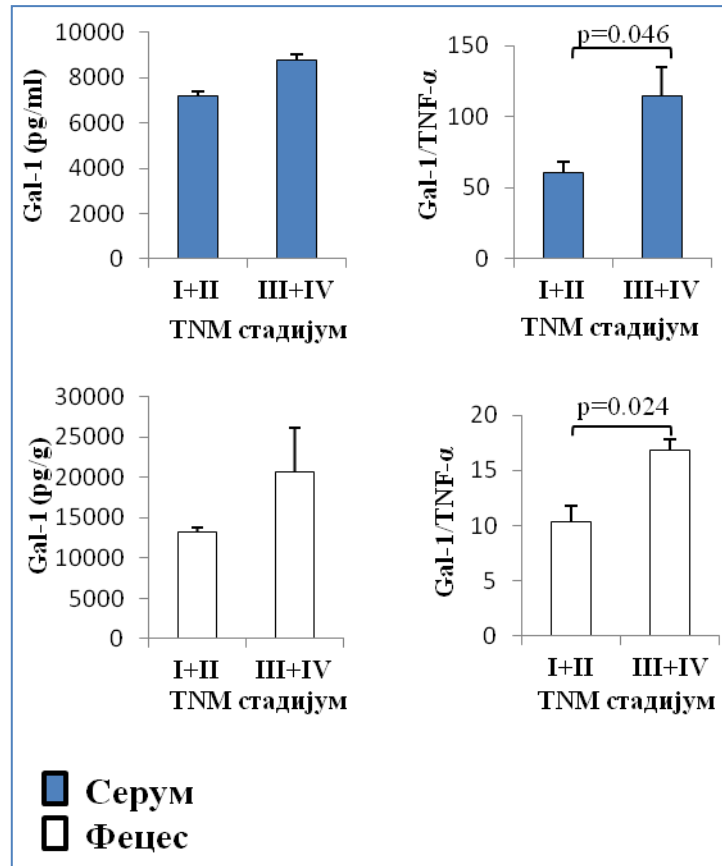 Gal-1 (pg/ml)
10000
8000
6000
4000
2000
0
I+II III+IV
TNM стадијум
Gal-1/TNF-α
p=0.046
150
100
50
0
I+II III+IV
TNM стадијум
Gal-1 (pg/g)
30000
25000
20000
15000
10000
5000
0
I+II III+IV
TNM стадијум
Gal-1/TNF-α
p=0.024
20
15
10
5
0
I+II III+IV
TNM стадијум
Серум
Фецес